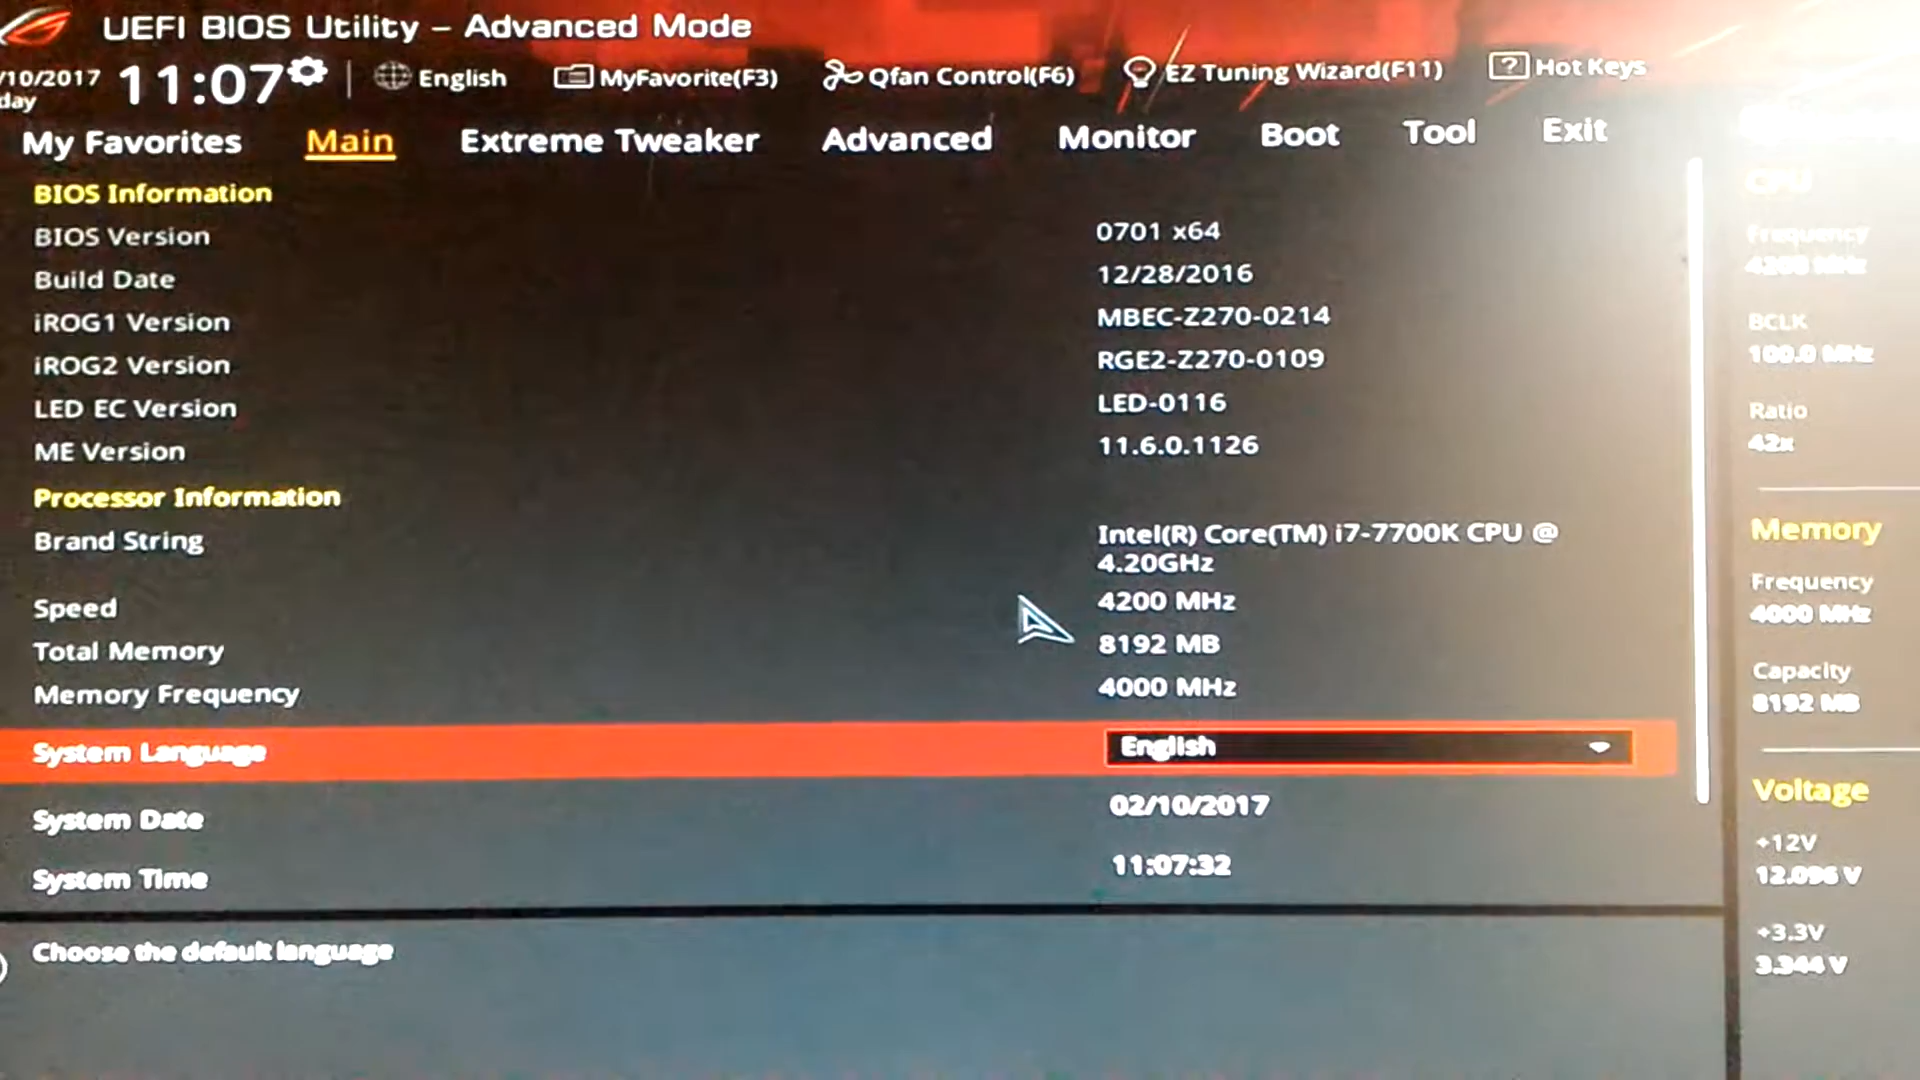 UEFI BIOS Utility – Advanced Mode
/10/2017
day
11:07
English
MyFavorite(F3)
Qfan Control(F6)
EZ Tuning Wizard(F11)
? Hot Keys
My Favorites
Main
Extreme Tweaker
Advanced
Monitor
Boot
Tool
Exit
BIOS Information
BIOS Version 0701 x64
Build Date 12/28/2016
iROG1 Version MBEC-Z270-0214
iROG2 Version RGE2-Z270-0109
LED EC Version LED-0116
ME Version 11.6.0.1126
Processor Information
Brand String Intel(R) Core(TM) i7-7700K CPU @
4.20GHz
Speed 4200 MHz
Total Memory 8192 MB
Memory Frequency 4000 MHz
System Language English
System Date 02/10/2017
System Time 11:07:32
Choose the default language
CPU
Frequency
4200 MHz
BCLK
100.0 MHz
Ratio
42x
Memory
Frequency
4000 MHz
Capacity
8192 MB
Voltage
+12V
12.096 V
+3.3V
3.344 V